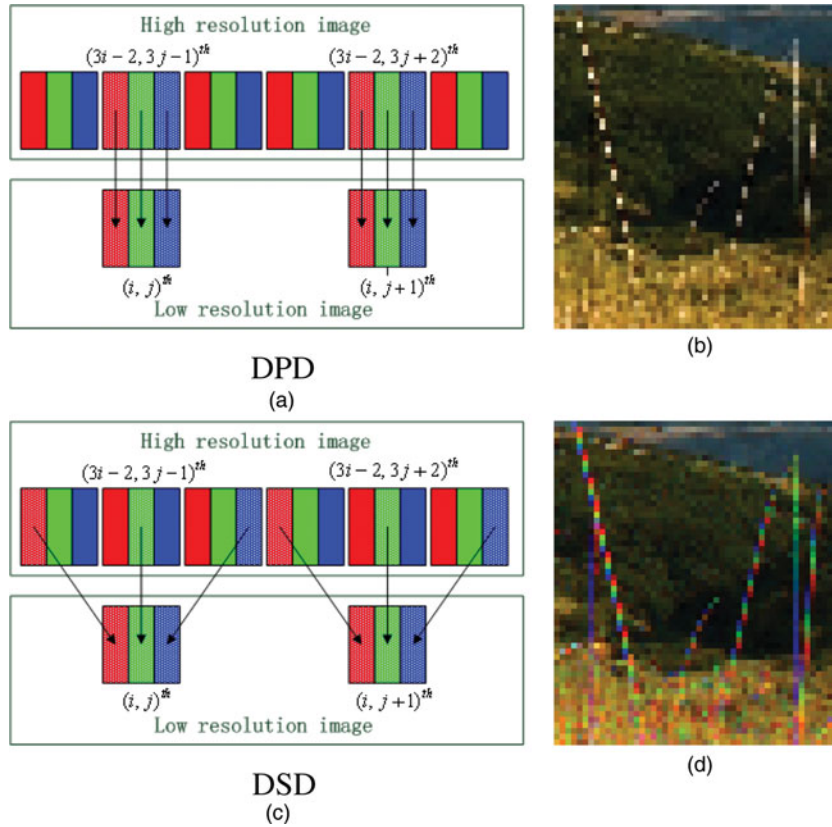 High resolution image
(3i − 2, 3j − 1)^th (3i − 2, 3j + 2)^th
(i, j)^th (i, j + 1)^th
Low resolution image
DPD
(a)
(b)
High resolution image
(3i − 2, 3j − 1)^th (3i − 2, 3j + 2)^th
(i, j)^th (i, j + 1)^th
Low resolution image
DSD
(c)
(d)